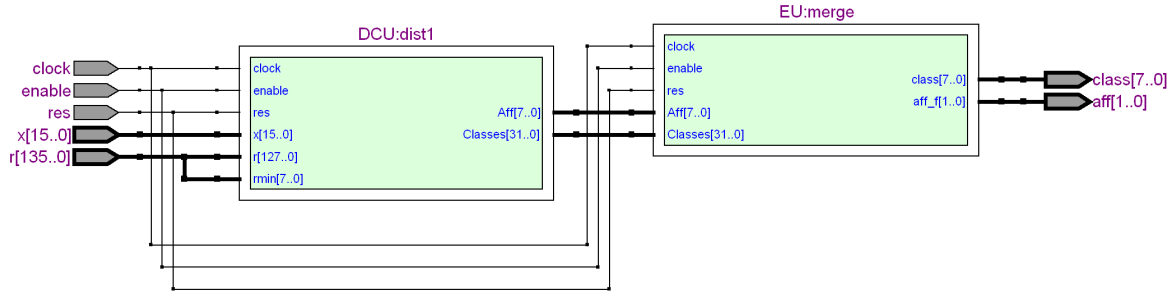 EU:merge
DCU:dist1
clock
enable
res
x[15..0]
r[135..0]
clock
enable
res
x[15..0]
r[127..0]
rmin[7..0]
Aff[7..0]
Classes[31..0]
clock
enable
res
Aff[7..0]
Classes[31..0]
class[7..0]
aff_f[1..0]
class[7..0]
aff[1..0]